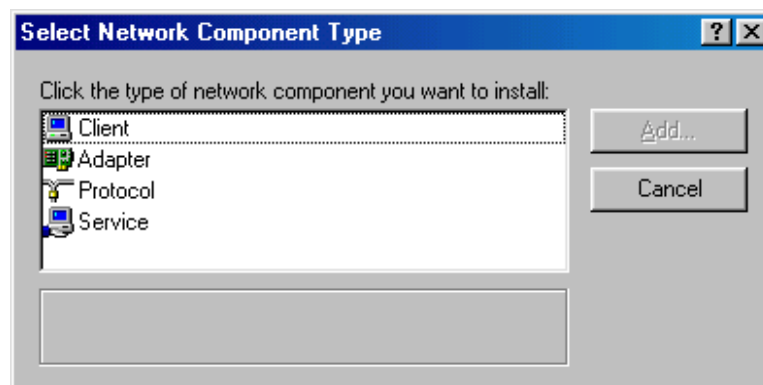 Select Network Component Type
Click the type of network component you want to install:
Client
Adapter
Protocol
Service
Add...
Cancel